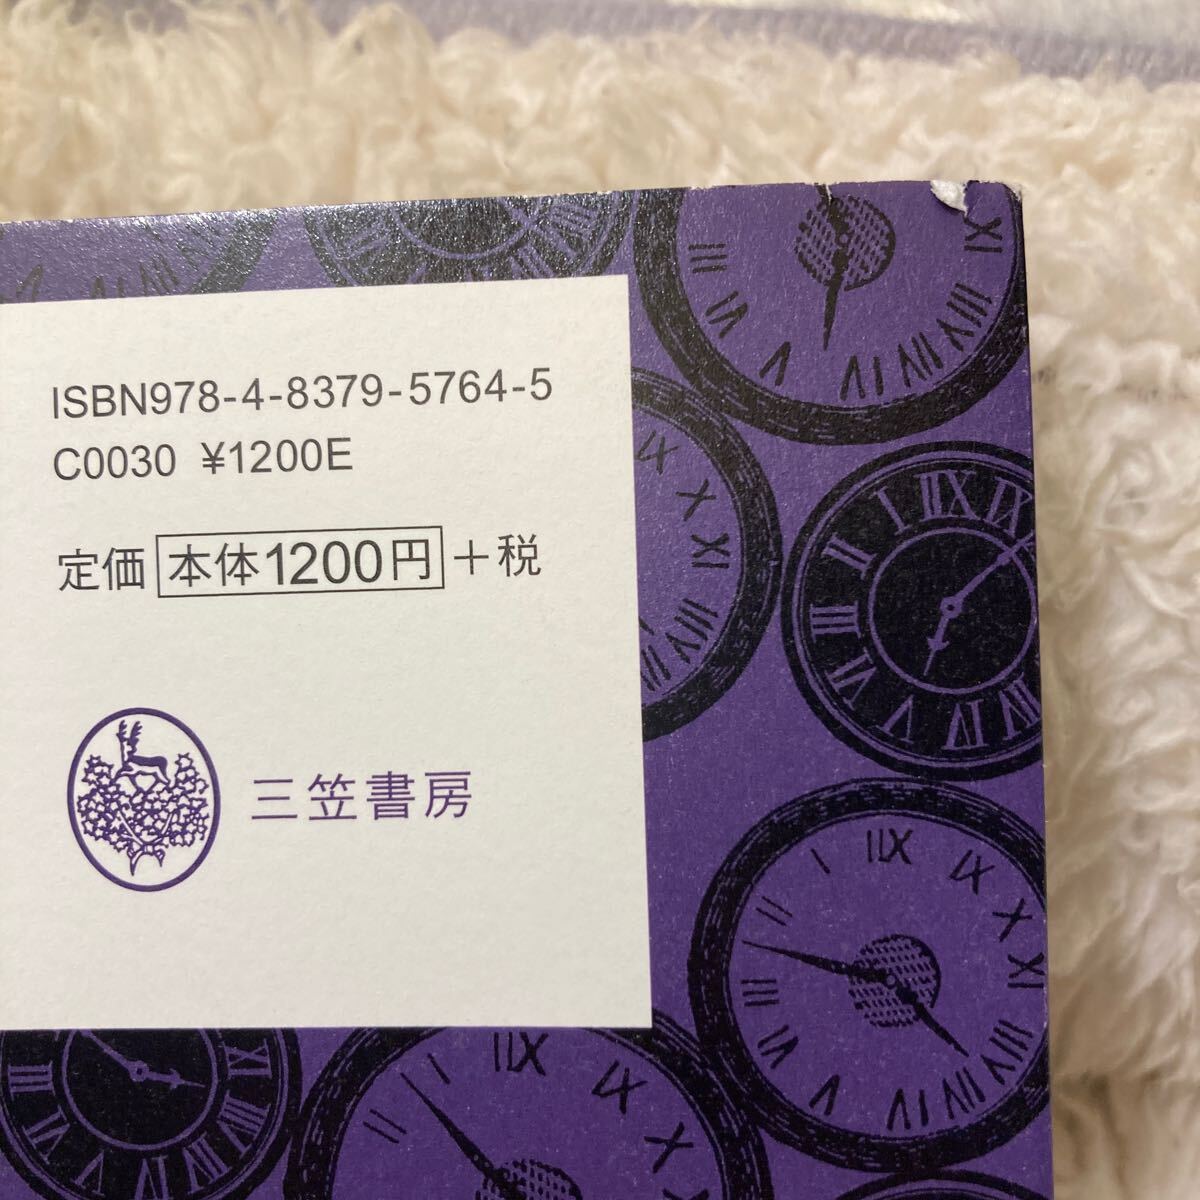 ISBN978-4-8379-5764-5
C0030 ¥1200E
定価 本体1200円 +税
三笠書房